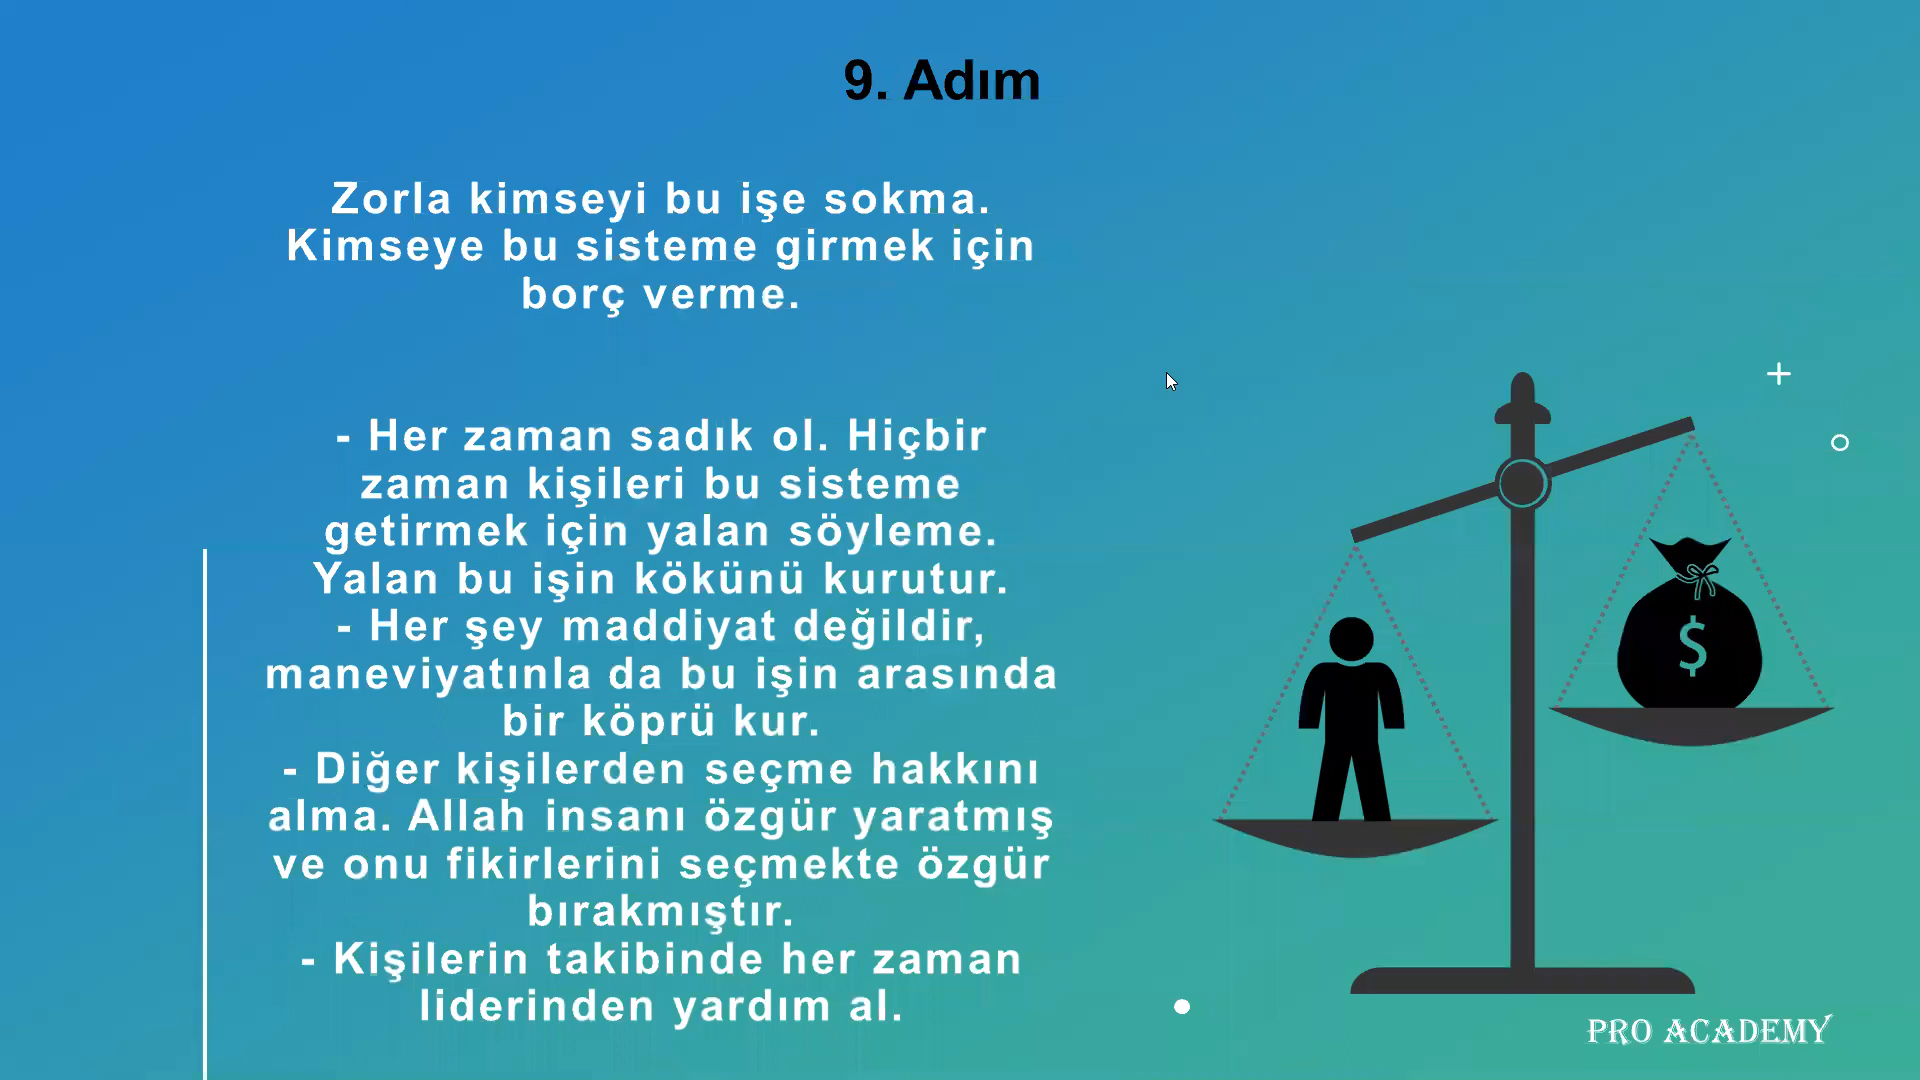 9. Adım
Zorla kimseyi bu işe sokma.
Kimseye bu sisteme girmek için
borç verme.
- Her zaman sadık ol. Hiçbir
zaman kişileri bu sisteme
getirmek için yalan söyleme.
Yalan bu işin kökünü kurutur.
- Her şey maddiyat değildir,
maneviyatınla da bu işin arasında
bir köprü kur.
- Diğer kişilerden seçme hakkını
alma. Allah insanı özgür yaratmış
ve onu fikirlerini seçmekte özgür
bırakmıştır.
- Kişilerin takibinde her zaman
liderinden yardım al.
$
PRO ACADEMY